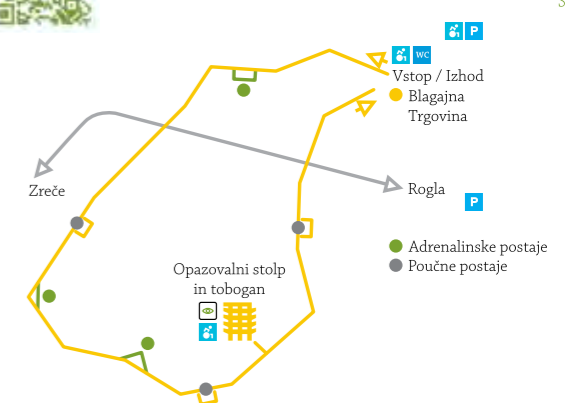 P
WC
Vstop / Izhod
Blagajna
Trgovina
Zreče
Rogla
P
Adrenalinske postaje
Poučne postaje
Opazovalni stolp
in tobogan